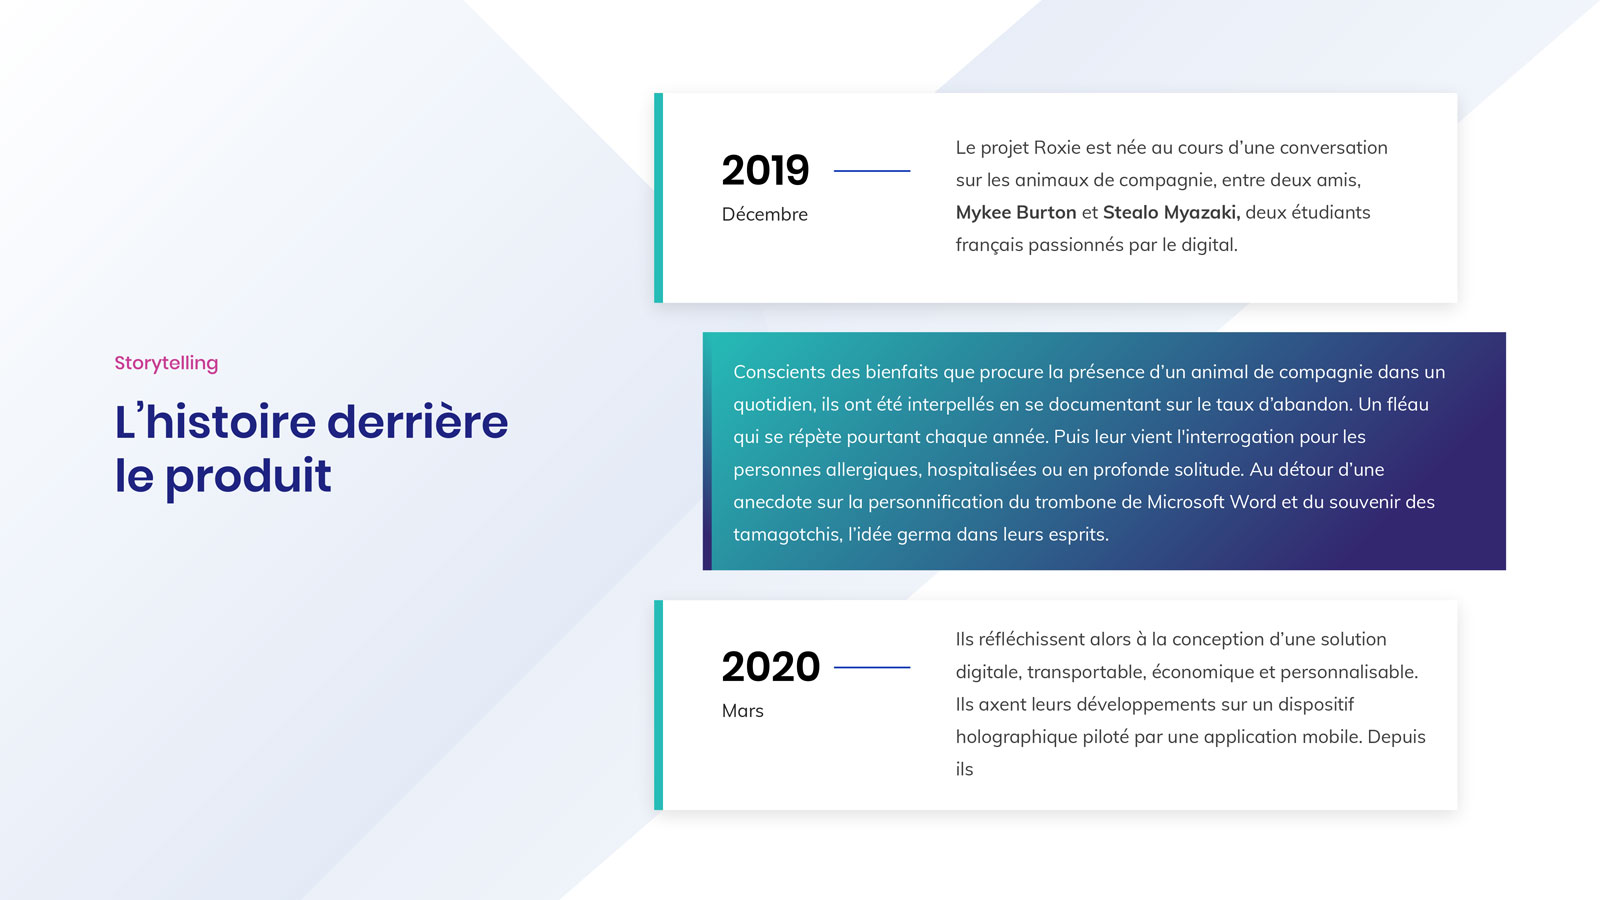 Storytelling
L’histoire derrière
le produit
2019
Décembre
Le projet Roxie est née au cours d’une conversation
sur les animaux de compagnie, entre deux amis,
Mykee Burton et Stealo Myazaki, deux étudiants
français passionnés par le digital.
Conscients des bienfaits que procure la présence d’un animal de compagnie dans un
quotidien, ils ont été interpellés en se documentant sur le taux d’abandon. Un fléau
qui se répète pourtant chaque année. Puis leur vient l'interrogation pour les
personnes allergiques, hospitalisées ou en profonde solitude. Au détour d’une
anecdote sur la personnification du trombone de Microsoft Word et du souvenir des
tamagotchis, l’idée germa dans leurs esprits.
2020
Mars
Ils réfléchissent alors à la conception d’une solution
digitale, transportable, économique et personnalisable.
Ils axent leurs développements sur un dispositif
holographique piloté par une application mobile. Depuis
ils